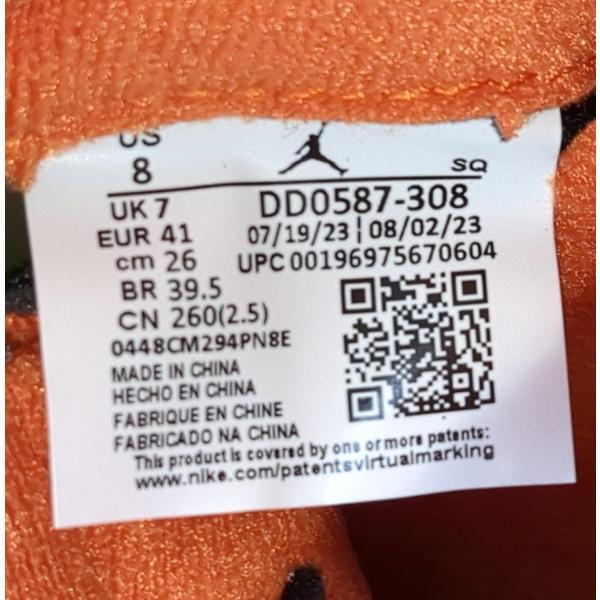 US
8
SQ
UK 7
DD0587-308
EUR 41
07/19/23 | 08/02/23
cm 26
UPC 00196975670604
BR 39.5
CN 260(2.5)
0448CM294PN8E
MADE IN CHINA
HECHO EN CHINA
FABRIQUE EN CHINE
FABRICADO NA CHINA
This product is covered by one or more patents:
www.nike.com/patentsvirtualmarking